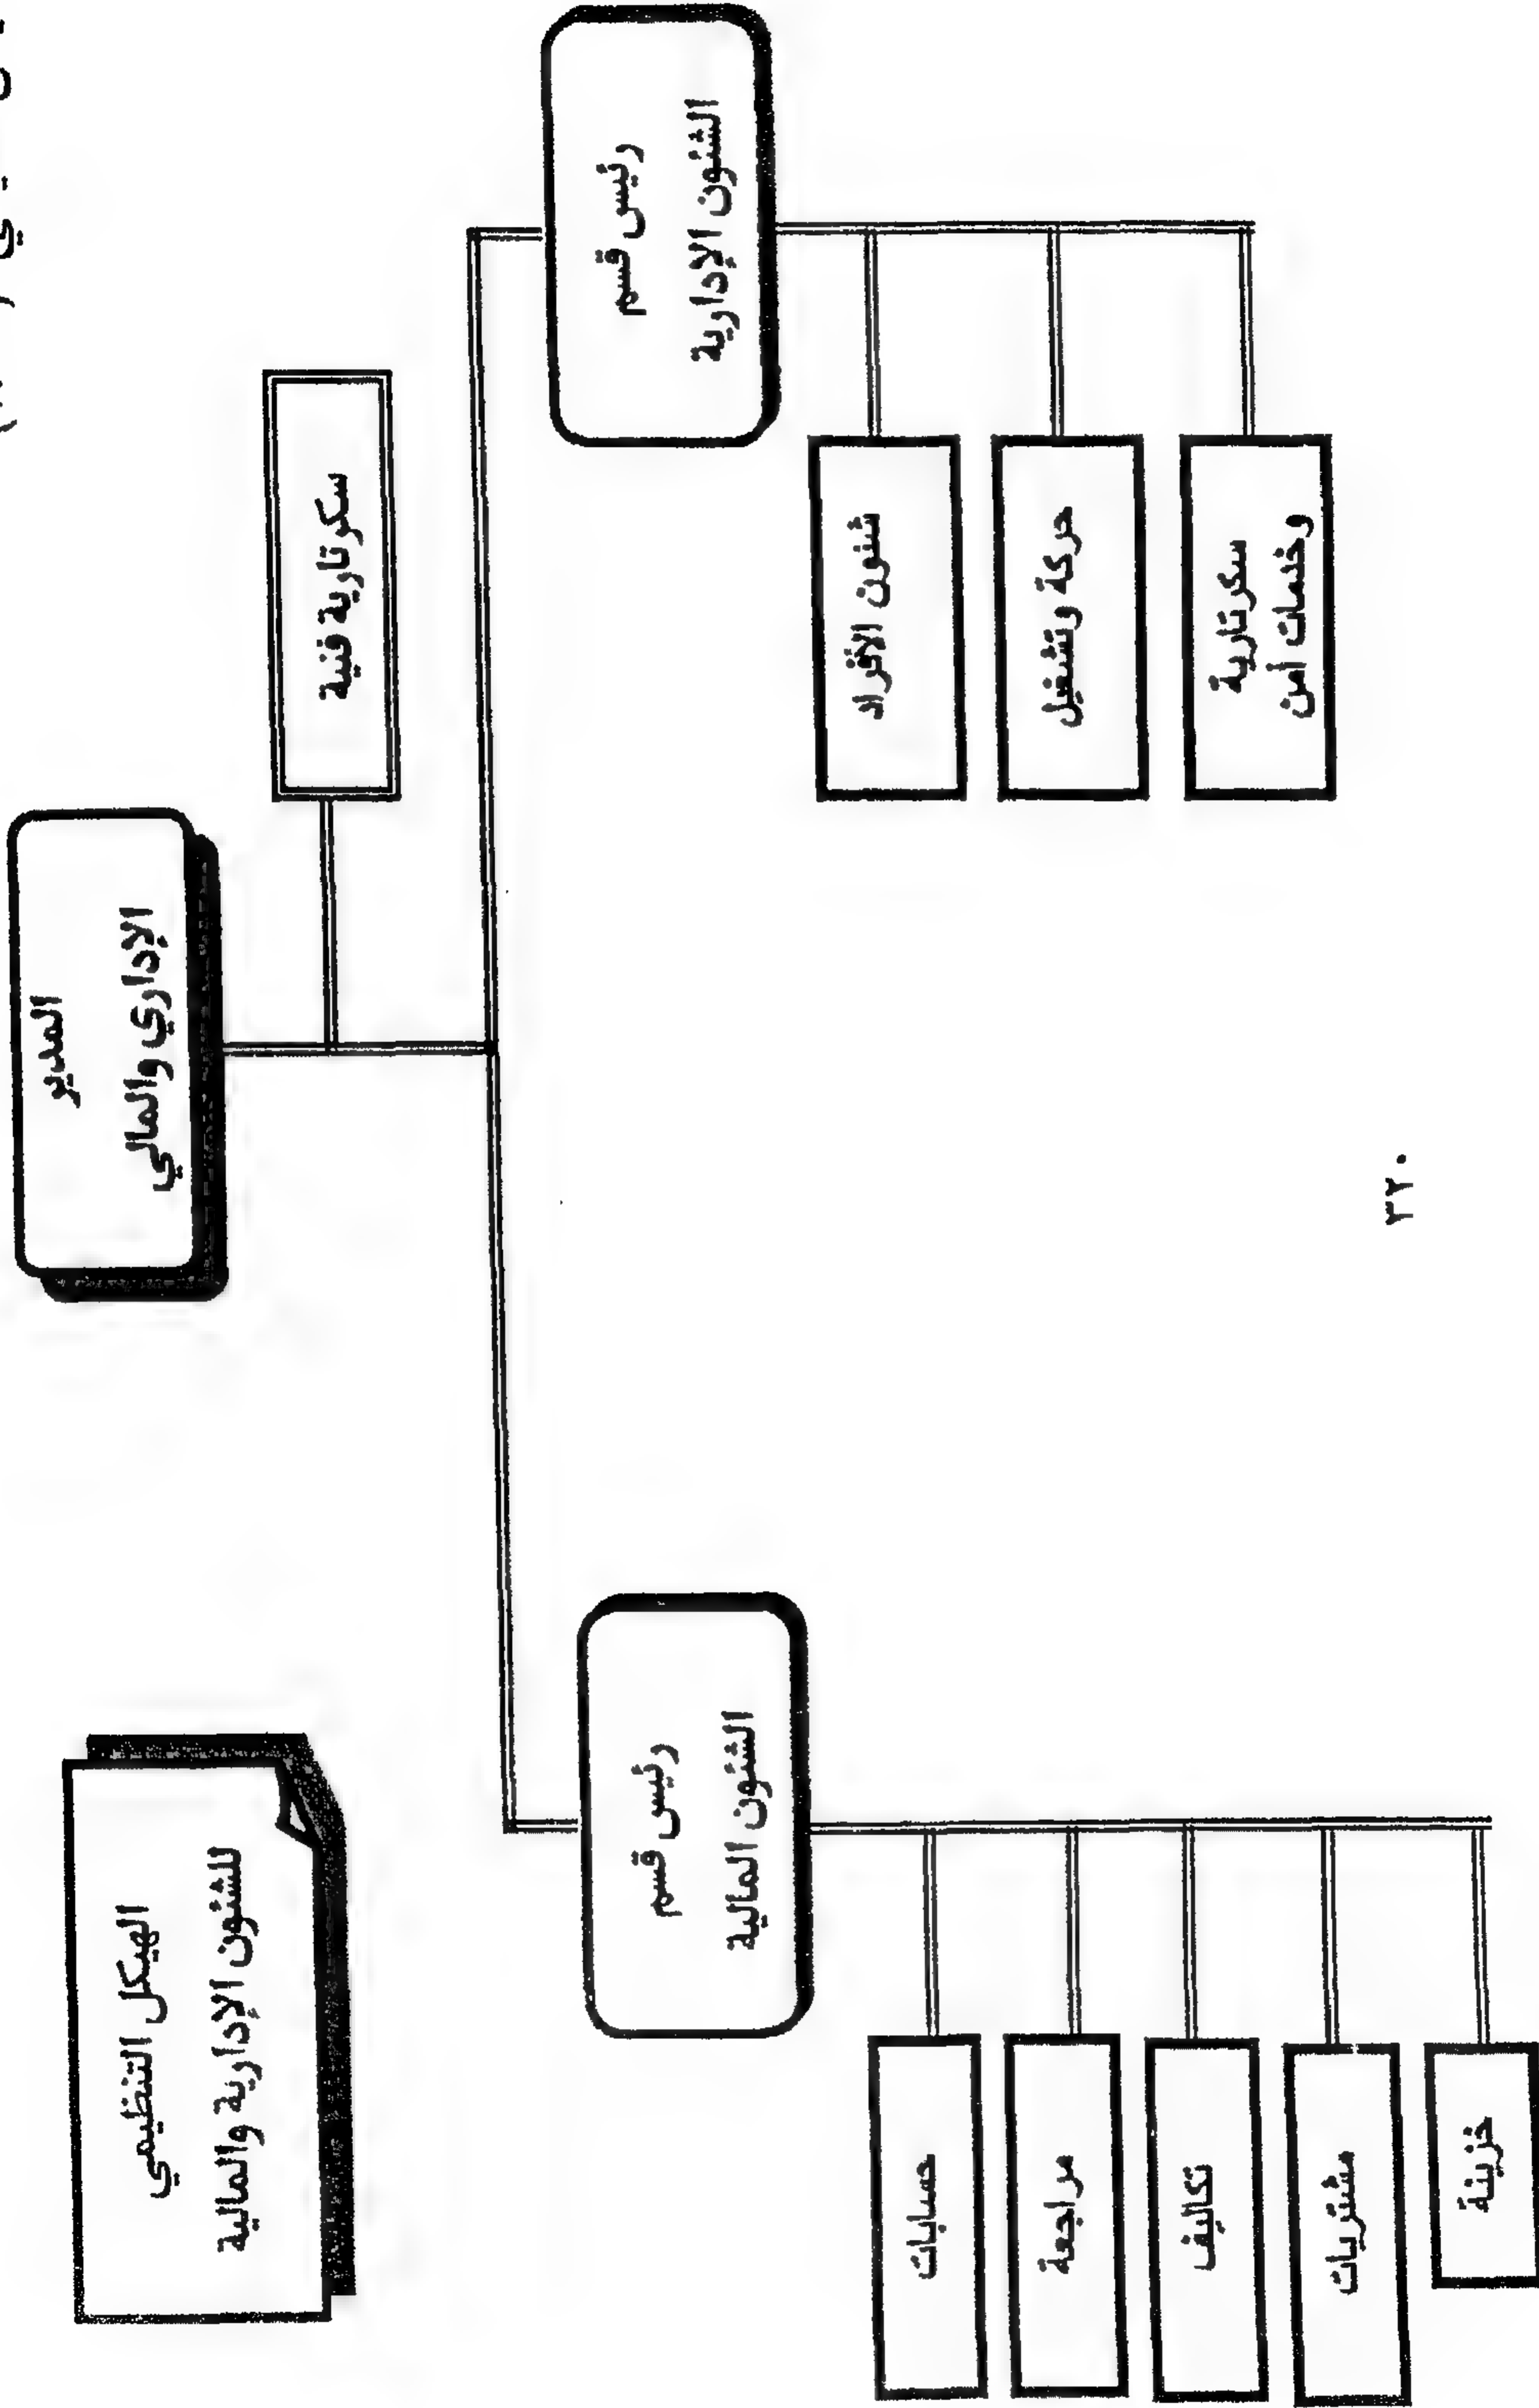 الهيكل التنظيمي
للشئون الإدارية والمالية
المدير
الإداري والمالي
سكرتارية فنية
رئيس قسم
الشئون الإدارية
شئون الأفراد
حركة وتشغيل
سكرتارية
وخدمات أمن
رئيس قسم
الشئون المالية
حسابات
مراجعة
تكاليف
مشتريات
خزينة
٣٢٠